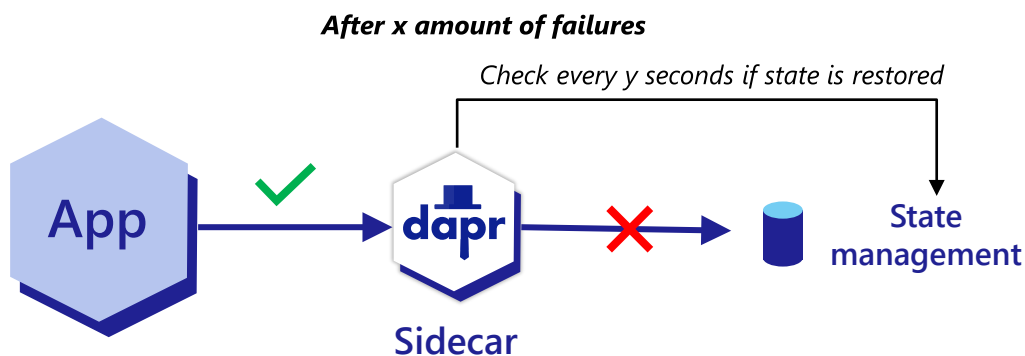 After x amount of failures
Check every y seconds if state is restored
App
dapr
State
management
Sidecar